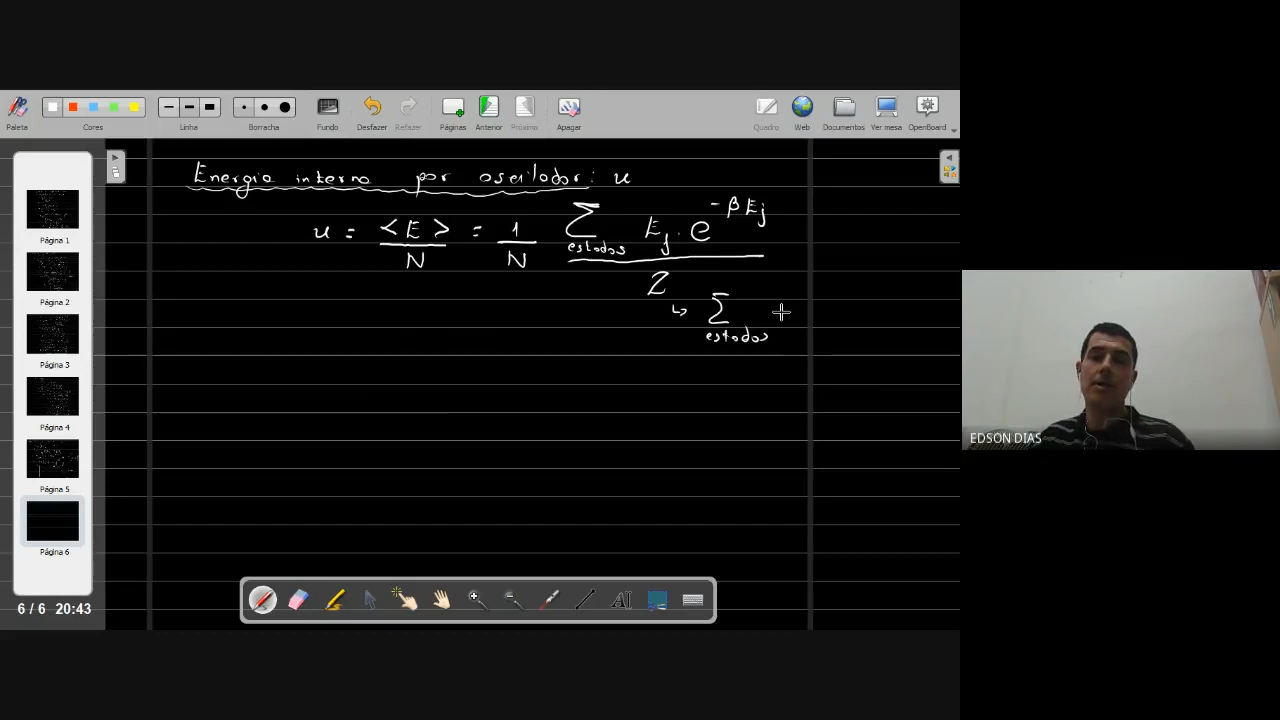 Paleta
Cores
Linha
Borracha
Fundo
Desfazer
Refazer
Páginas
Anterior
Próximo
Apagar
Quadro
Web
Documentos
Ver mesa
OpenBoard
Página 1
Página 2
Página 3
Página 4
Página 5
Página 6
6 / 6 20:43
Energia interna por oscilador: u
u = <E> / N = 1 / N Σ estados Ej · e^-βEj / Z
↳ Σ estados
AI
EDSON DIAS